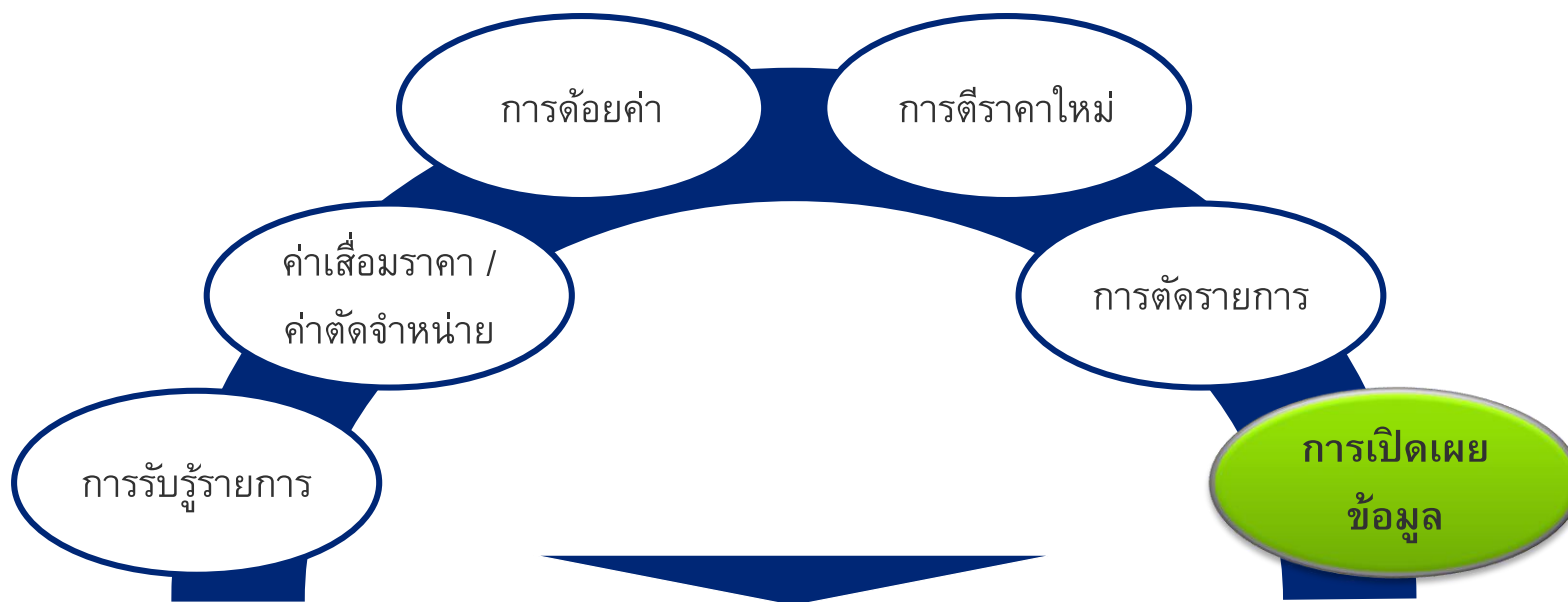 การด้อยค่า
การตีราคาใหม่
ค่าเสื่อมราคา /
ค่าตัดจำหน่าย
การตัดรายการ
การรับรู้รายการ
การเปิดเผย
ข้อมูล